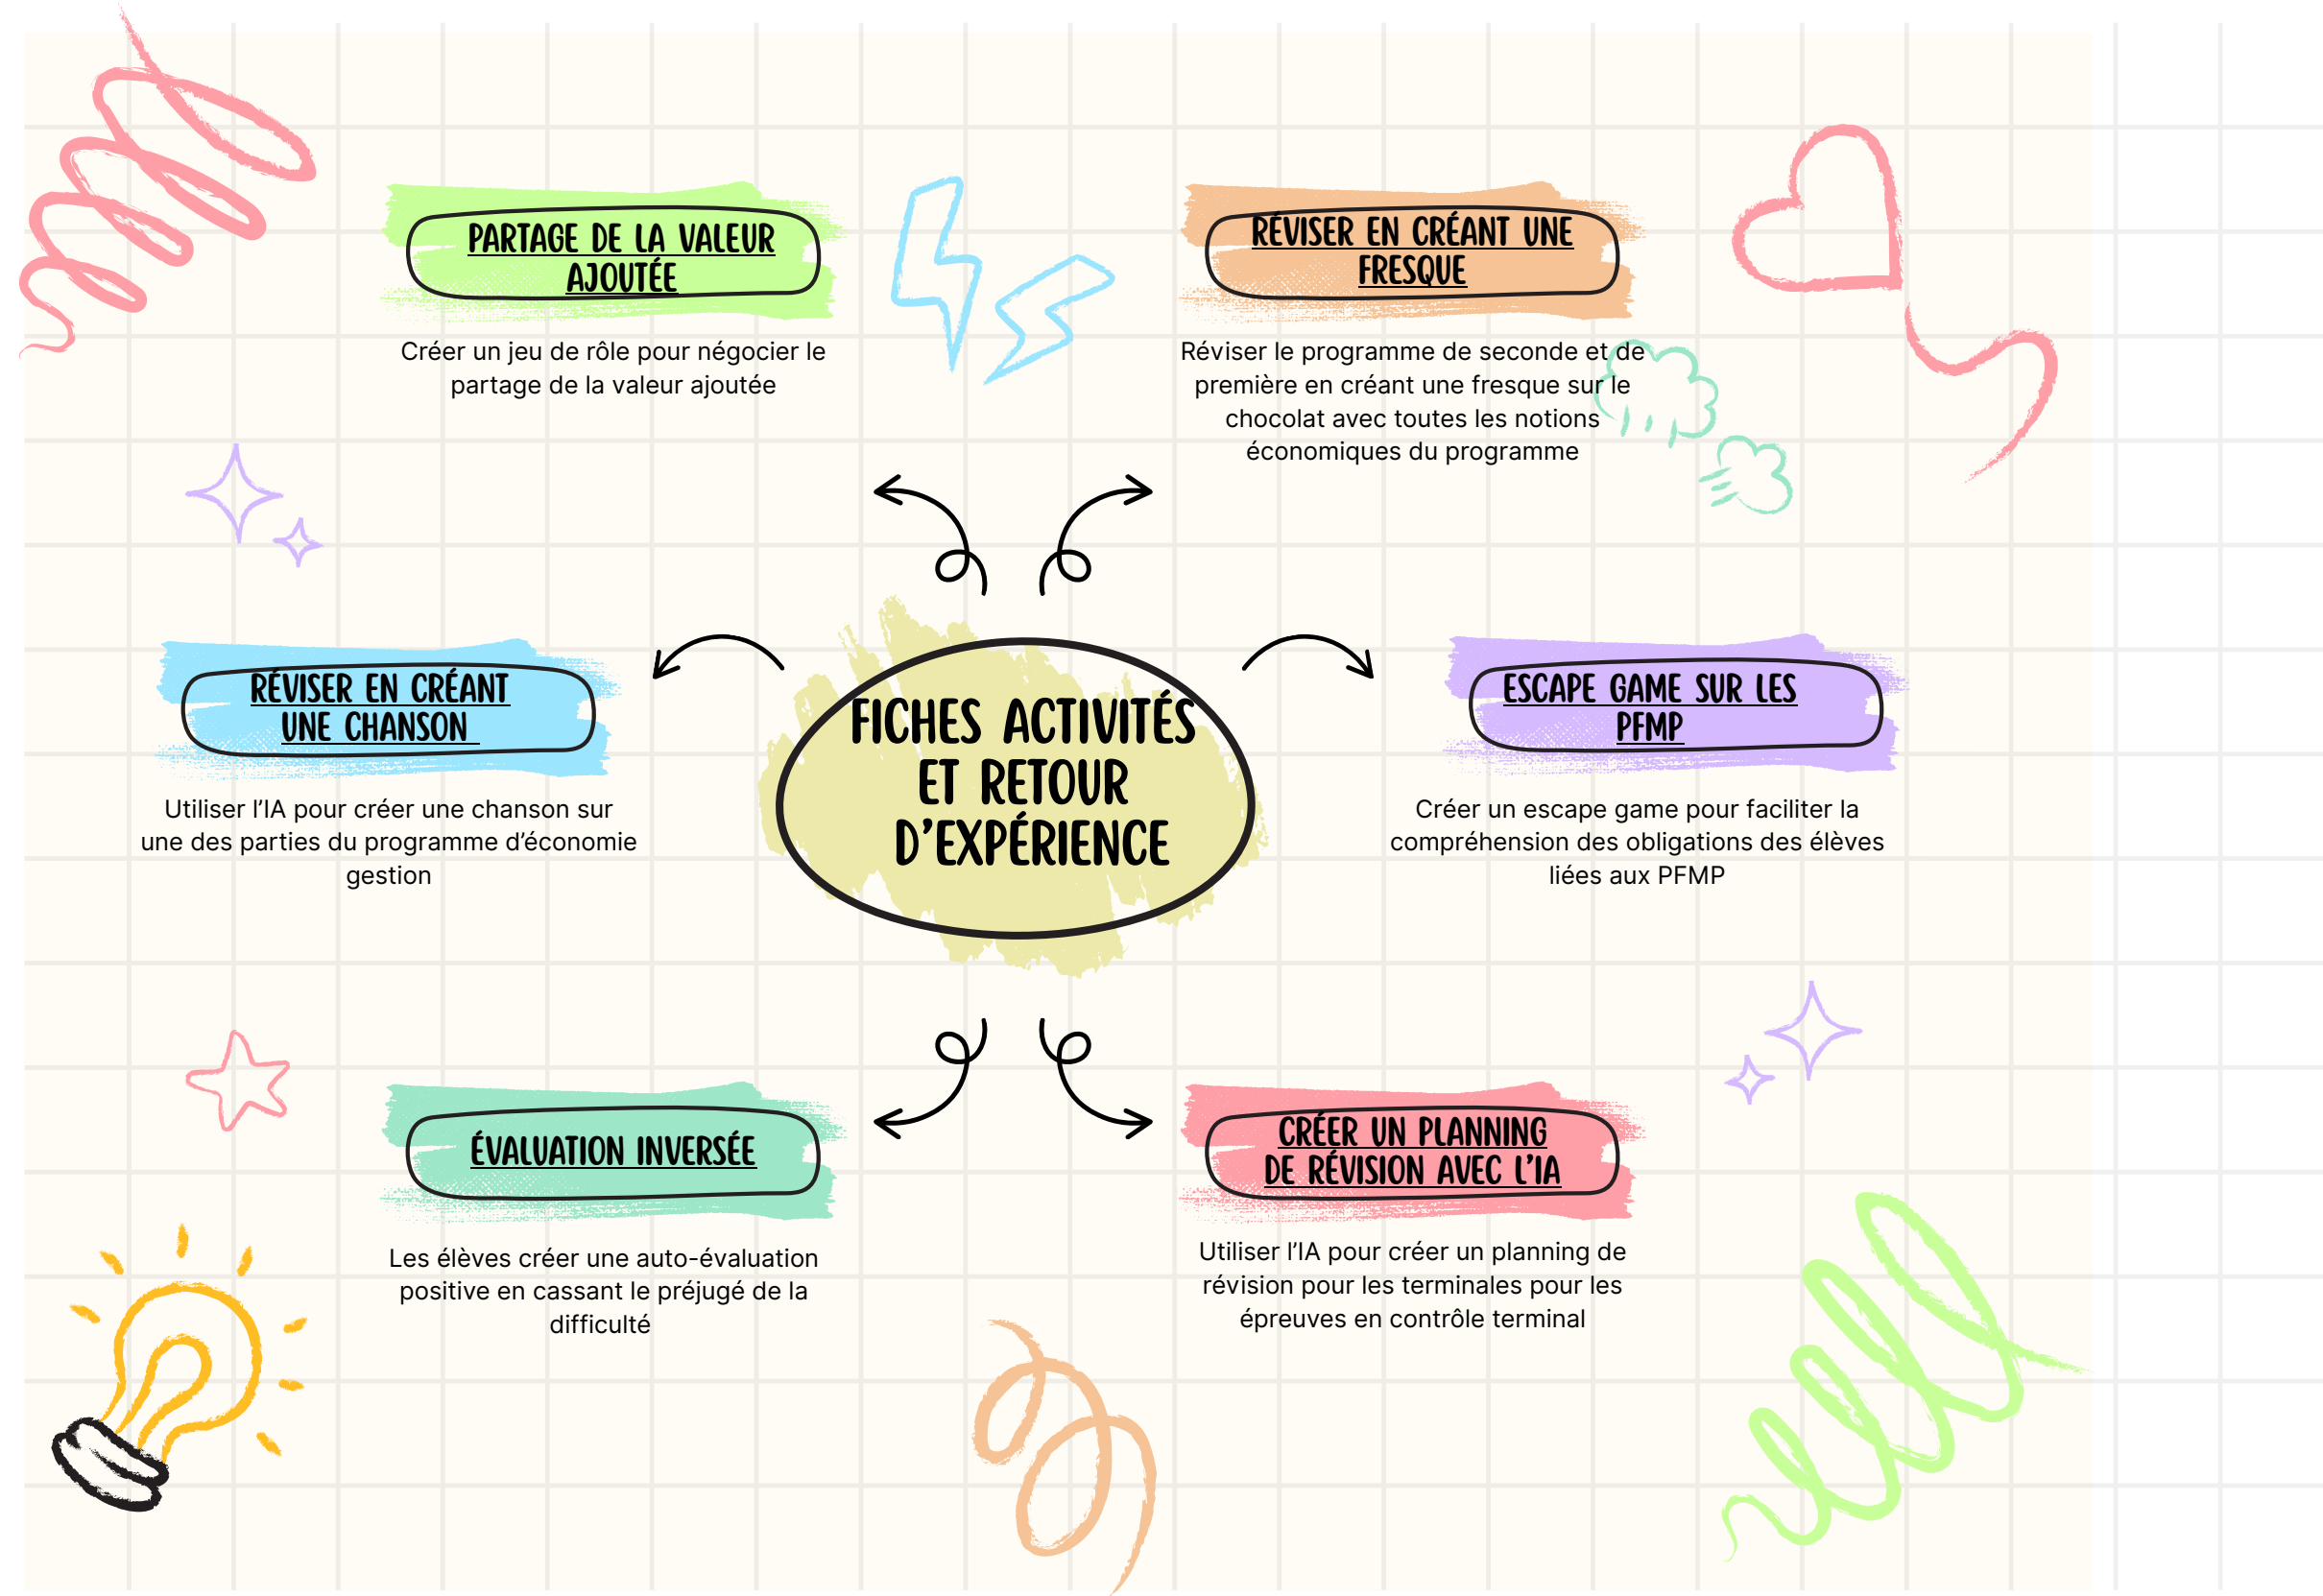 PARTAGE DE LA VALEUR
AJOUTÉE
Créer un jeu de rôle pour négocier le
partage de la valeur ajoutée
RÉVISER EN CRÉANT UNE
FRESQUE
Réviser le programme de seconde et de
première en créant une fresque sur le
chocolat avec toutes les notions
économiques du programme
RÉVISER EN CRÉANT
UNE CHANSON
Utiliser l’IA pour créer une chanson sur
une des parties du programme d’économie
gestion
FICHES ACTIVITÉS
ET RETOUR
D’EXPÉRIENCE
ESCAPE GAME SUR LES
PFMP
Créer un escape game pour faciliter la
compréhension des obligations des élèves
liées aux PFMP
ÉVALUATION INVERSÉE
Les élèves créer une auto-évaluation
positive en cassant le préjugé de la
difficulté
CRÉER UN PLANNING
DE RÉVISION AVEC L’IA
Utiliser l’IA pour créer un planning de
révision pour les terminales pour les
épreuves en contrôle terminal